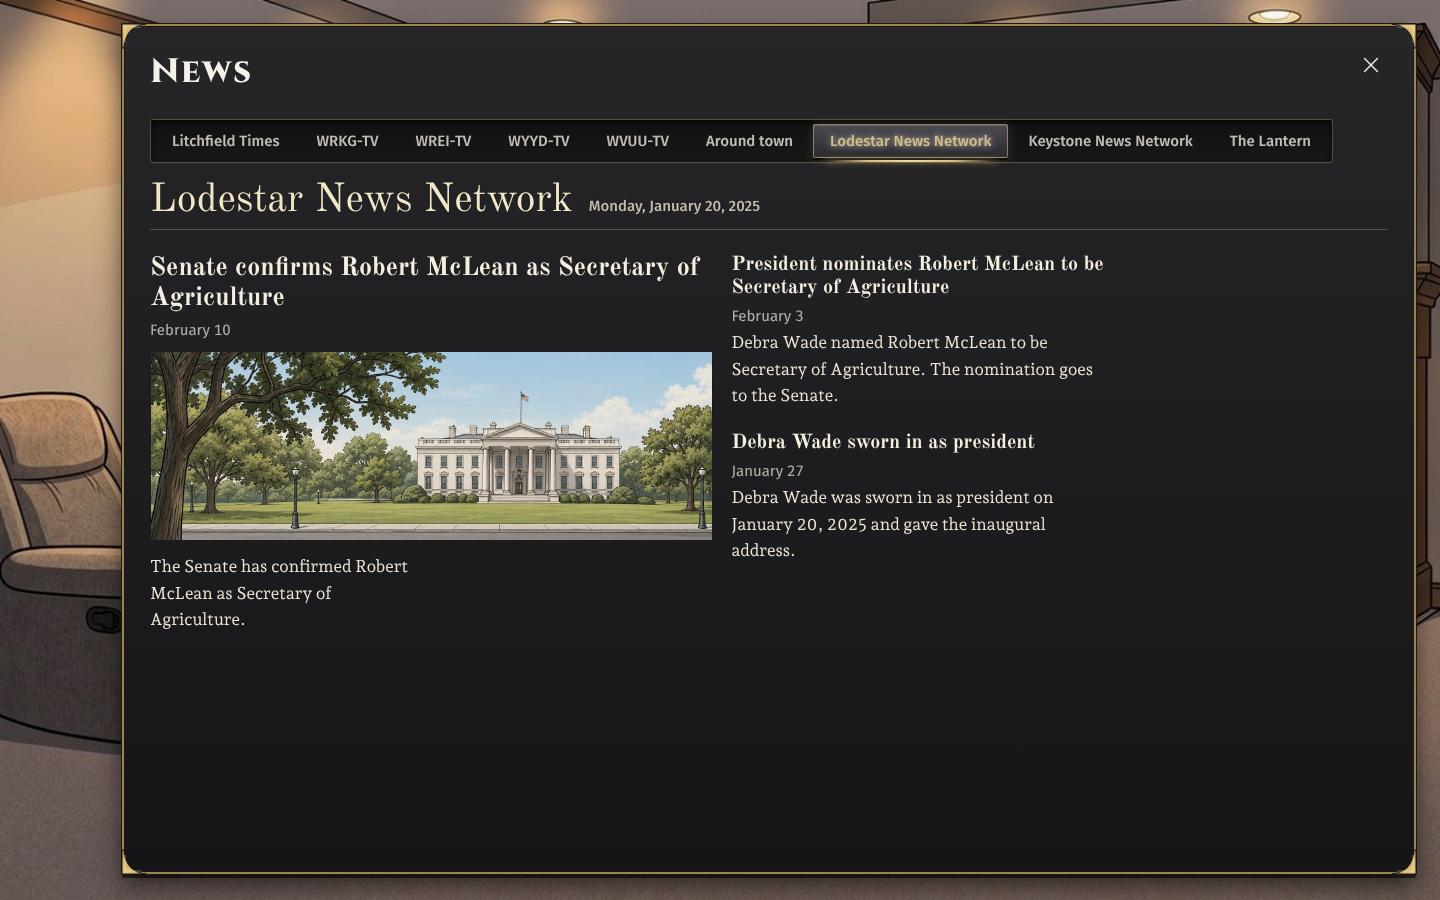 News
Litchfield Times
WRKG-TV
WREI-TV
WYYD-TV
WVUU-TV
Around town
Lodestar News Network
Keystone News Network
The Lantern
Lodestar News Network
Monday, January 20, 2025
Senate confirms Robert McLean as Secretary of
Agriculture
February 10
The Senate has confirmed Robert
McLean as Secretary of
Agriculture.
President nominates Robert McLean to be
Secretary of Agriculture
February 3
Debra Wade named Robert McLean to be
Secretary of Agriculture. The nomination goes
to the Senate.
Debra Wade sworn in as president
January 27
Debra Wade was sworn in as president on
January 20, 2025 and gave the inaugural
address.